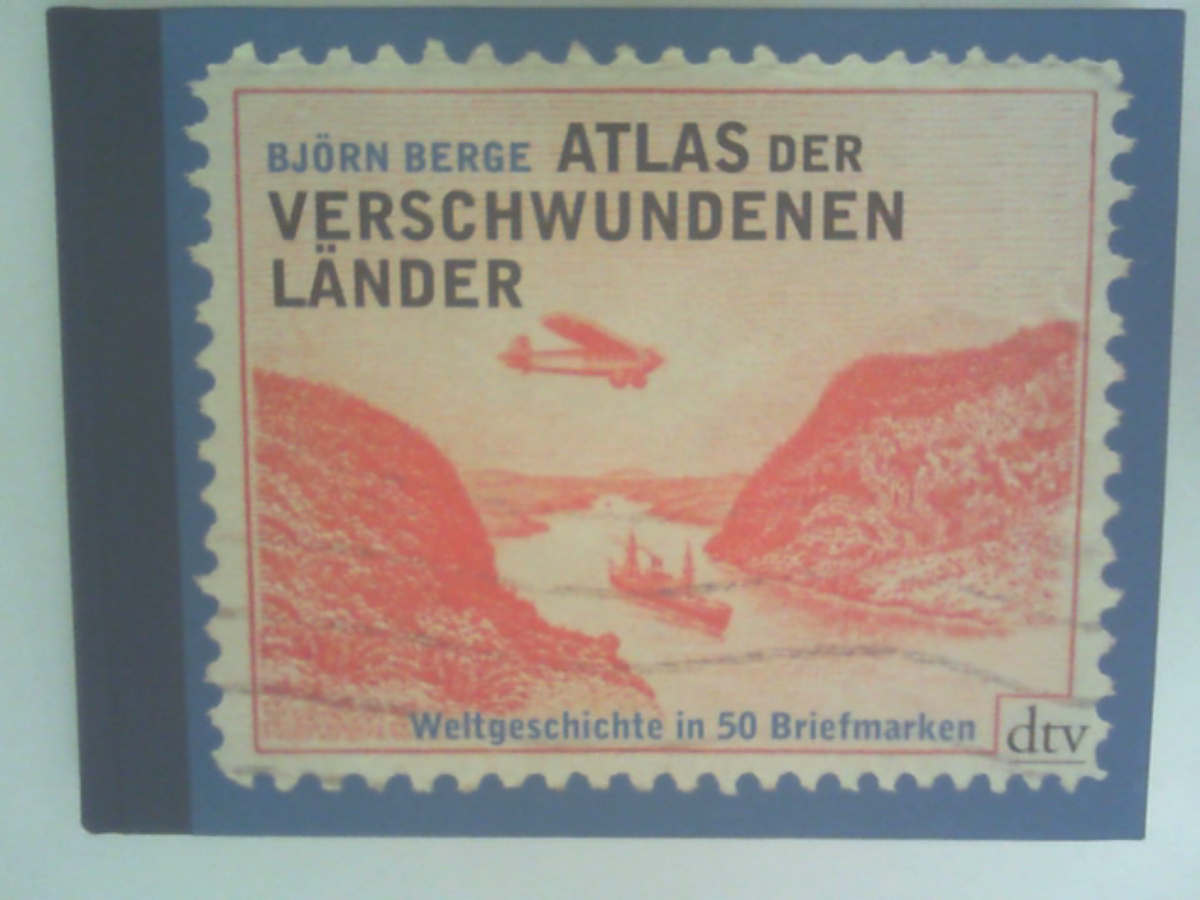 BJÖRN BERGE ATLAS DER
VERSCHWUNDENEN
LÄNDER
Weltgeschichte in 50 Briefmarken
dtv